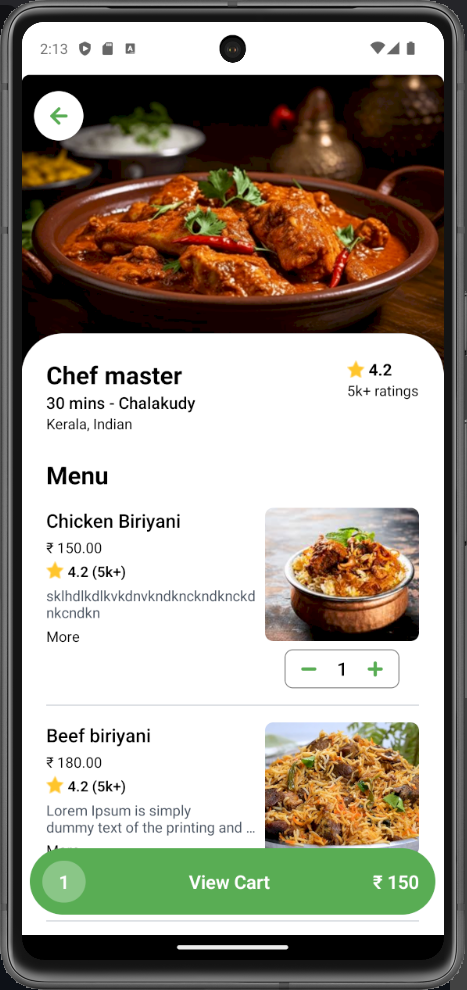 2:13
Chef master
4.2
30 mins - Chalakudy
5k+ ratings
Kerala, Indian
Menu
Chicken Biriyani
₹ 150.00
4.2 (5k+)
sklhdlkdlkvkdnvkndknckndknckd
nkcndkn
More
1
Beef biriyani
₹ 180.00
4.2 (5k+)
Lorem Ipsum is simply
dummy text of the printing and ...
1 View Cart ₹ 150